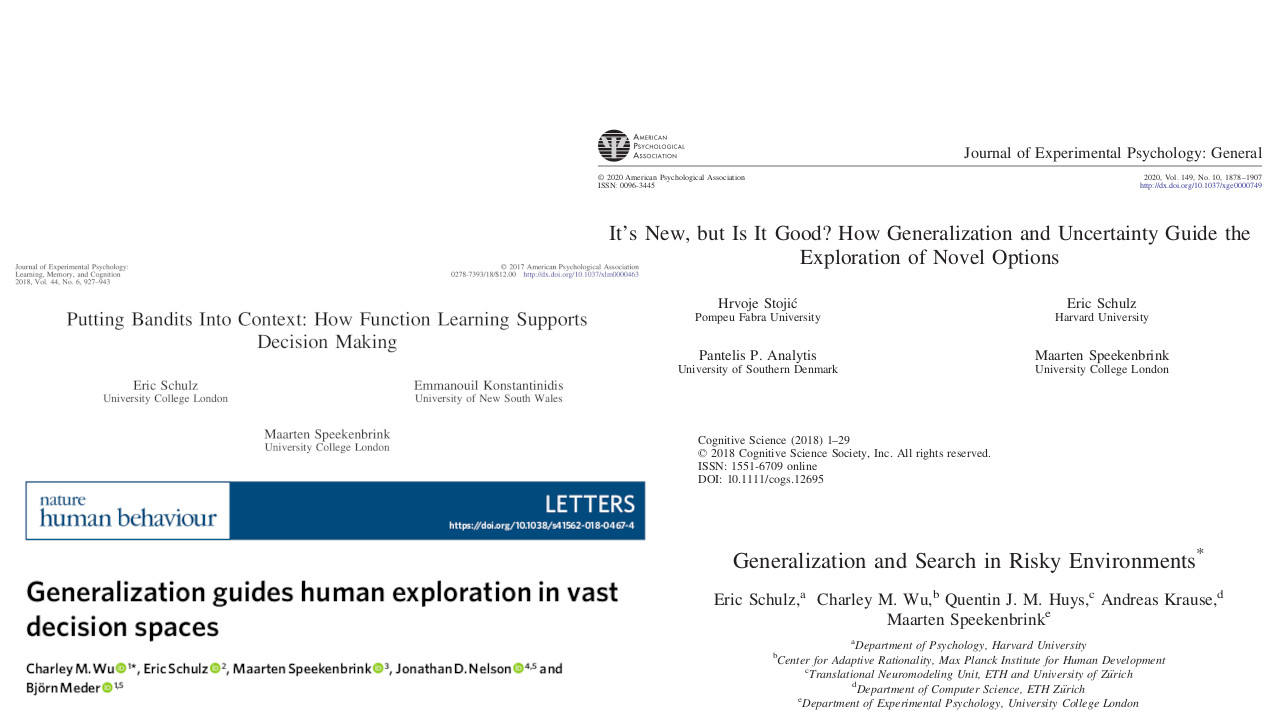 Journal of Experimental Psychology:
Learning, Memory, and Cognition
2018, Vol. 44, No. 6, 927–943
© 2017 American Psychological Association
0278-7393/18/$12.00 http://dx.doi.org/10.1037/xlm0000463
Putting Bandits Into Context: How Function Learning Supports
Decision Making
Eric Schulz
University College London
Emmanouil Konstantinidis
University of New South Wales
Maarten Speekenbrink
University College London
nature
human behaviour
LETTERS
https://doi.org/10.1038/s41562-018-0467-4
Generalization guides human exploration in vast
decision spaces
Charley M. Wu 1*, Eric Schulz 2, Maarten Speekenbrink 3, Jonathan D. Nelson 4,5 and
Björn Meder 1,5
American
Psychological
Association
Journal of Experimental Psychology: General
© 2020 American Psychological Association
ISSN: 0096-3445
2020, Vol. 149, No. 10, 1878–1907
http://dx.doi.org/10.1037/xge0000749
It's New, but Is It Good? How Generalization and Uncertainty Guide the
Exploration of Novel Options
Hrvoje Stojić
Pompeu Fabra University
Eric Schulz
Harvard University
Pantelis P. Analytis
University of Southern Denmark
Maarten Speekenbrink
University College London
Cognitive Science (2018) 1–29
© 2018 Cognitive Science Society, Inc. All rights reserved.
ISSN: 1551-6709 online
DOI: 10.1111/cogs.12695
Generalization and Search in Risky Environments*
Eric Schulz,a Charley M. Wu,b Quentin J. M. Huys,c Andreas Krause,d
Maarten Speekenbrinke
aDepartment of Psychology, Harvard University
bCenter for Adaptive Rationality, Max Planck Institute for Human Development
cTranslational Neuromodeling Unit, ETH and University of Zürich
dDepartment of Computer Science, ETH Zürich
eDepartment of Experimental Psychology, University College London